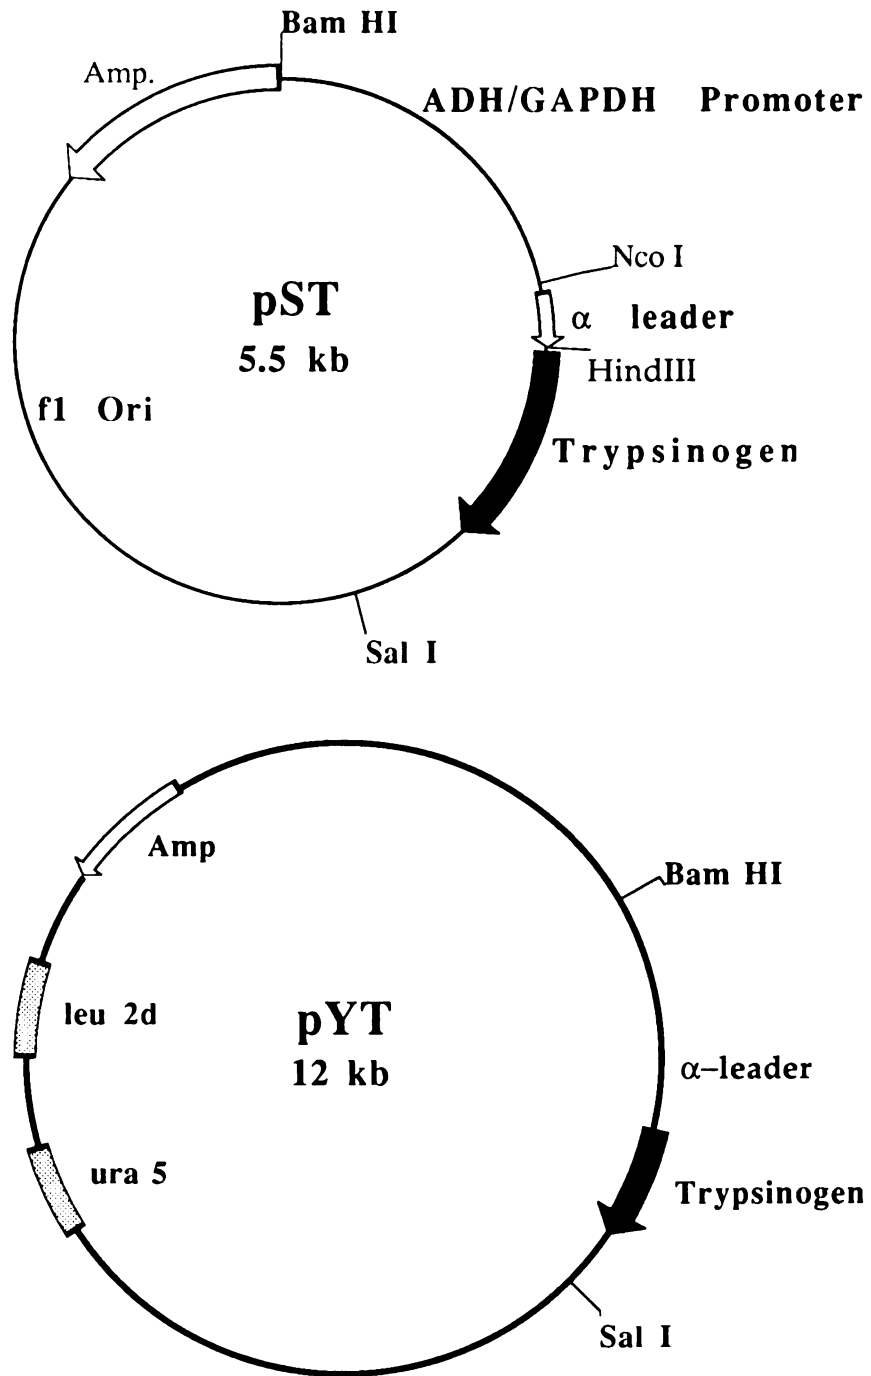 Bam HI
Amp.
ADH/GAPDH Promoter
Nco I
pST
5.5 kb
α leader
HindIII
f1 Ori
Trypsinogen
Sal I
Amp
Bam HI
leu 2d
pYT
12 kb
α–leader
ura 5
Trypsinogen
Sal I